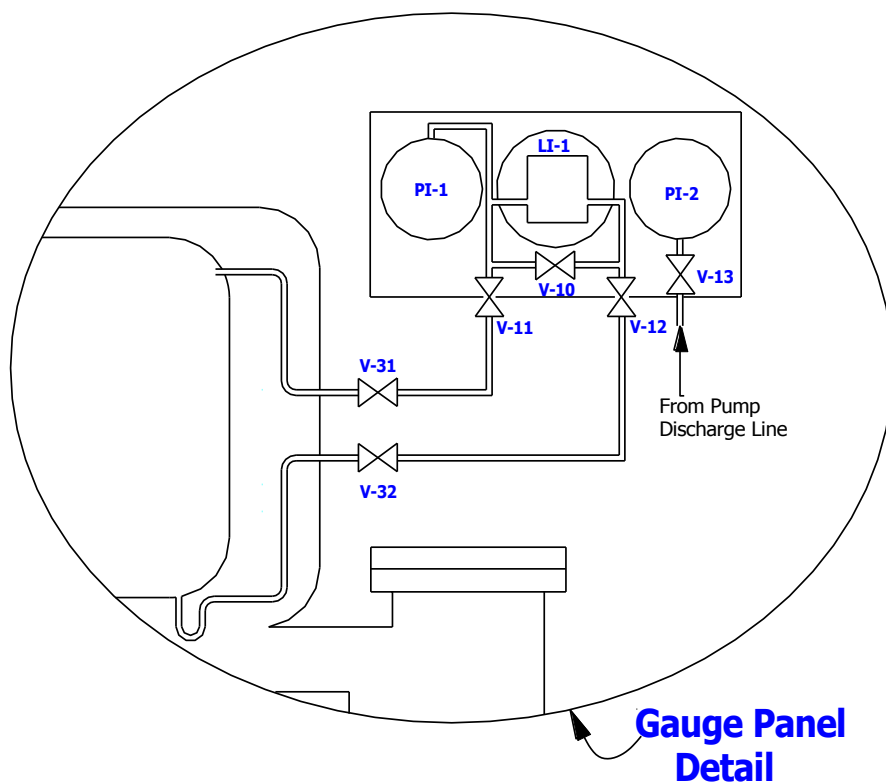 LI-1
PI-1
PI-2
V-13
V-10
V-11
V-12
V-31
From Pump
Discharge Line
V-32
Gauge Panel
Detail